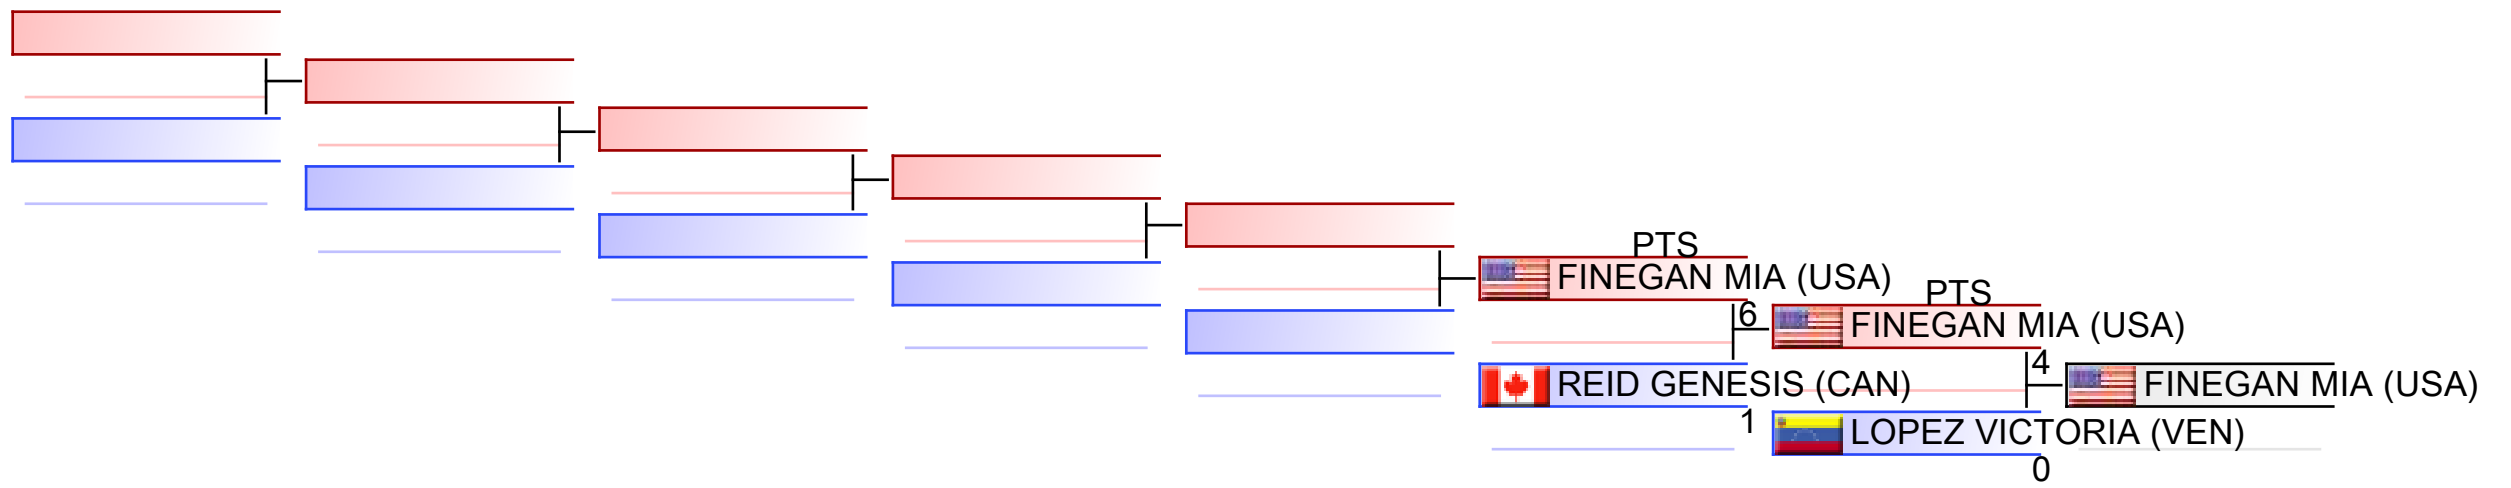 PTS
FINEGAN MIA (USA)
6
REID GENESIS (CAN)
1
PTS
FINEGAN MIA (USA)
4
LOPEZ VICTORIA (VEN)
0
FINEGAN MIA (USA)